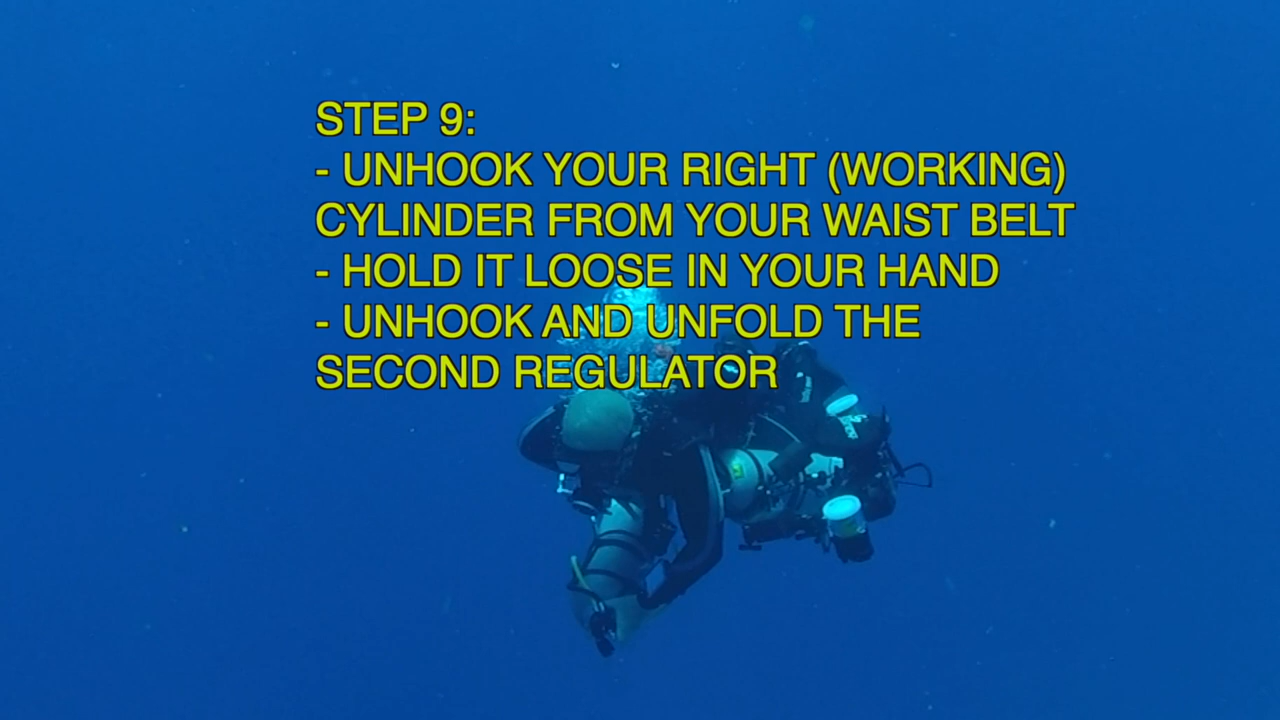 STEP 9:
- UNHOOK YOUR RIGHT (WORKING)
CYLINDER FROM YOUR WAIST BELT
- HOLD IT LOOSE IN YOUR HAND
- UNHOOK AND UNFOLD THE
SECOND REGULATOR